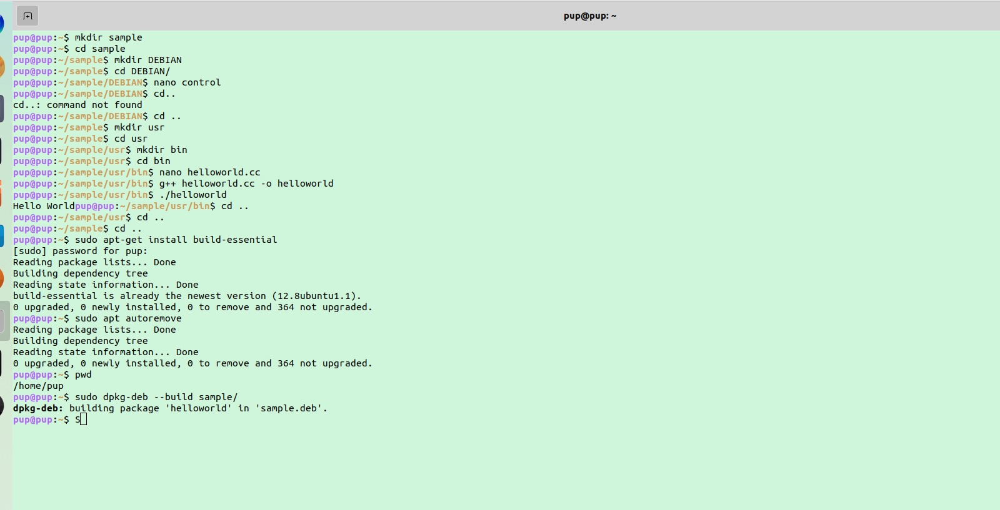 pup@pup: ~
pup@pup:~$ mkdir sample
pup@pup:~$ cd sample
pup@pup:~/sample$ mkdir DEBIAN
pup@pup:~/sample$ cd DEBIAN/
pup@pup:~/sample/DEBIAN$ nano control
pup@pup:~/sample/DEBIAN$ cd..
cd..: command not found
pup@pup:~/sample/DEBIAN$ cd ..
pup@pup:~/sample$ mkdir usr
pup@pup:~/sample$ cd usr
pup@pup:~/sample/usr$ mkdir bin
pup@pup:~/sample/usr$ cd bin
pup@pup:~/sample/usr/bin$ nano helloworld.cc
pup@pup:~/sample/usr/bin$ g++ helloworld.cc -o helloworld
pup@pup:~/sample/usr/bin$ ./helloworld
Hello Worldpup@pup:~/sample/usr/bin$ cd ..
pup@pup:~/sample/usr$ cd ..
pup@pup:~/sample$ cd ..
pup@pup:~$ sudo apt-get install build-essential
[sudo] password for pup:
Reading package lists... Done
Building dependency tree
Reading state information... Done
build-essential is already the newest version (12.8ubuntu1.1).
0 upgraded, 0 newly installed, 0 to remove and 364 not upgraded.
pup@pup:~$ sudo apt autoremove
Reading package lists... Done
Building dependency tree
Reading state information... Done
0 upgraded, 0 newly installed, 0 to remove and 364 not upgraded.
pup@pup:~$ pwd
/home/pup
pup@pup:~$ sudo dpkg-deb --build sample/
dpkg-deb: building package 'helloworld' in 'sample.deb'.
pup@pup:~$ S